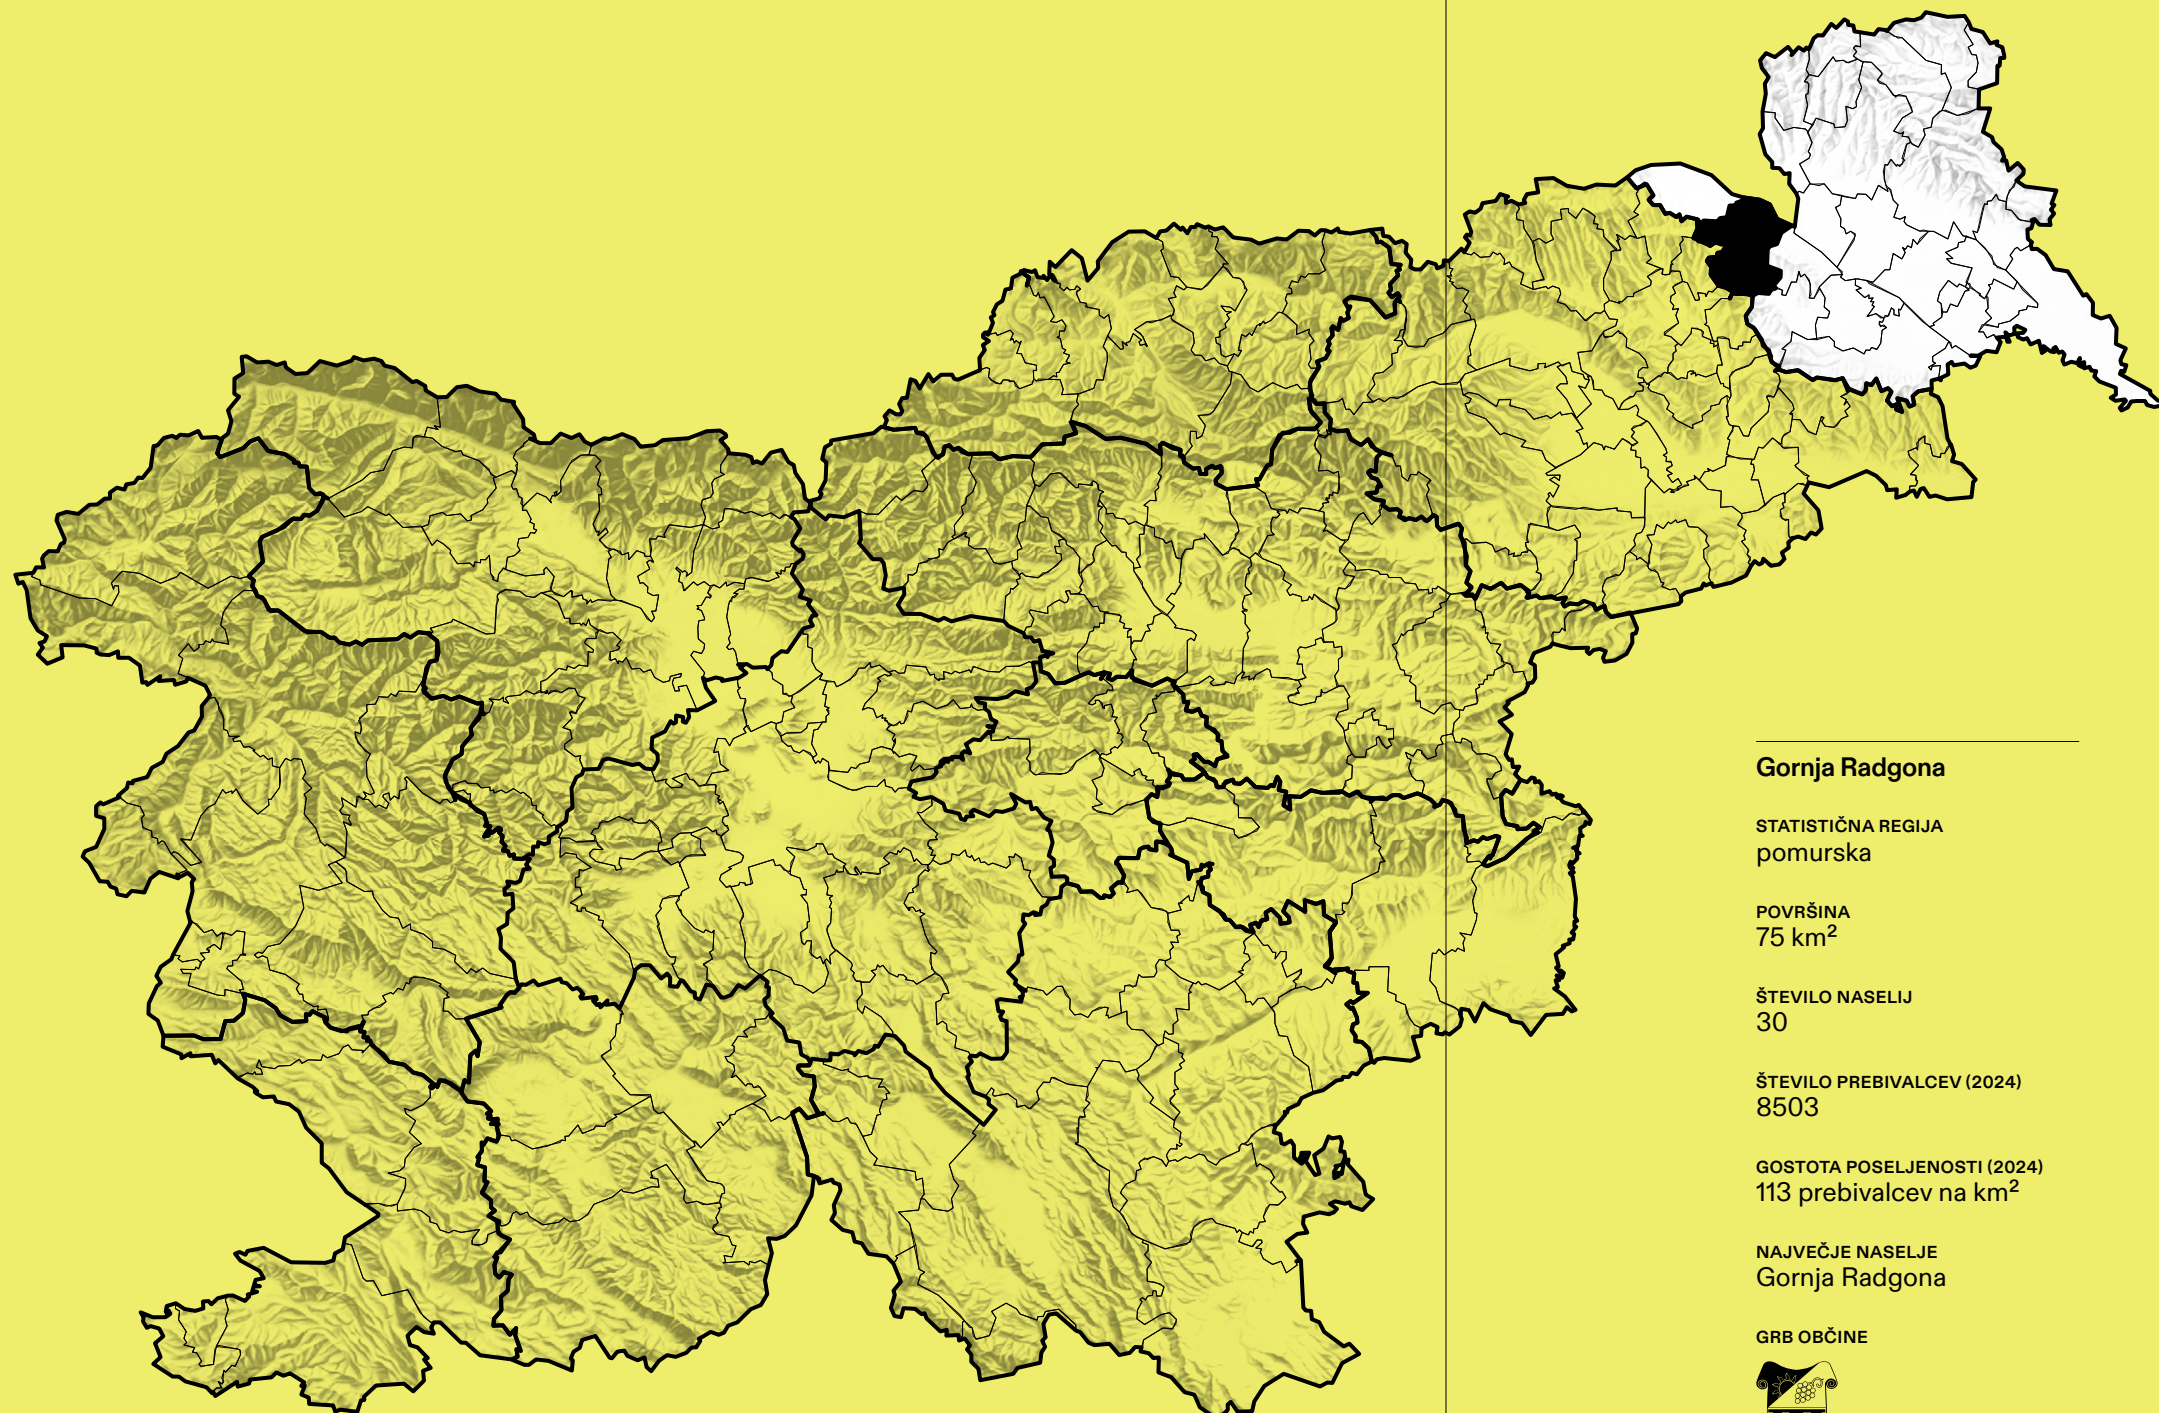 Gornja Radgona
STATISTIČNA REGIJA
pomurska
POVRŠINA
75 km²
ŠTEVILO NASELIJ
30
ŠTEVILO PREBIVALCEV (2024)
8503
GOSTOTA POSELJENOSTI (2024)
113 prebivalcev na km²
NAJVEČJE NASELJE
Gornja Radgona
GRB OBČINE